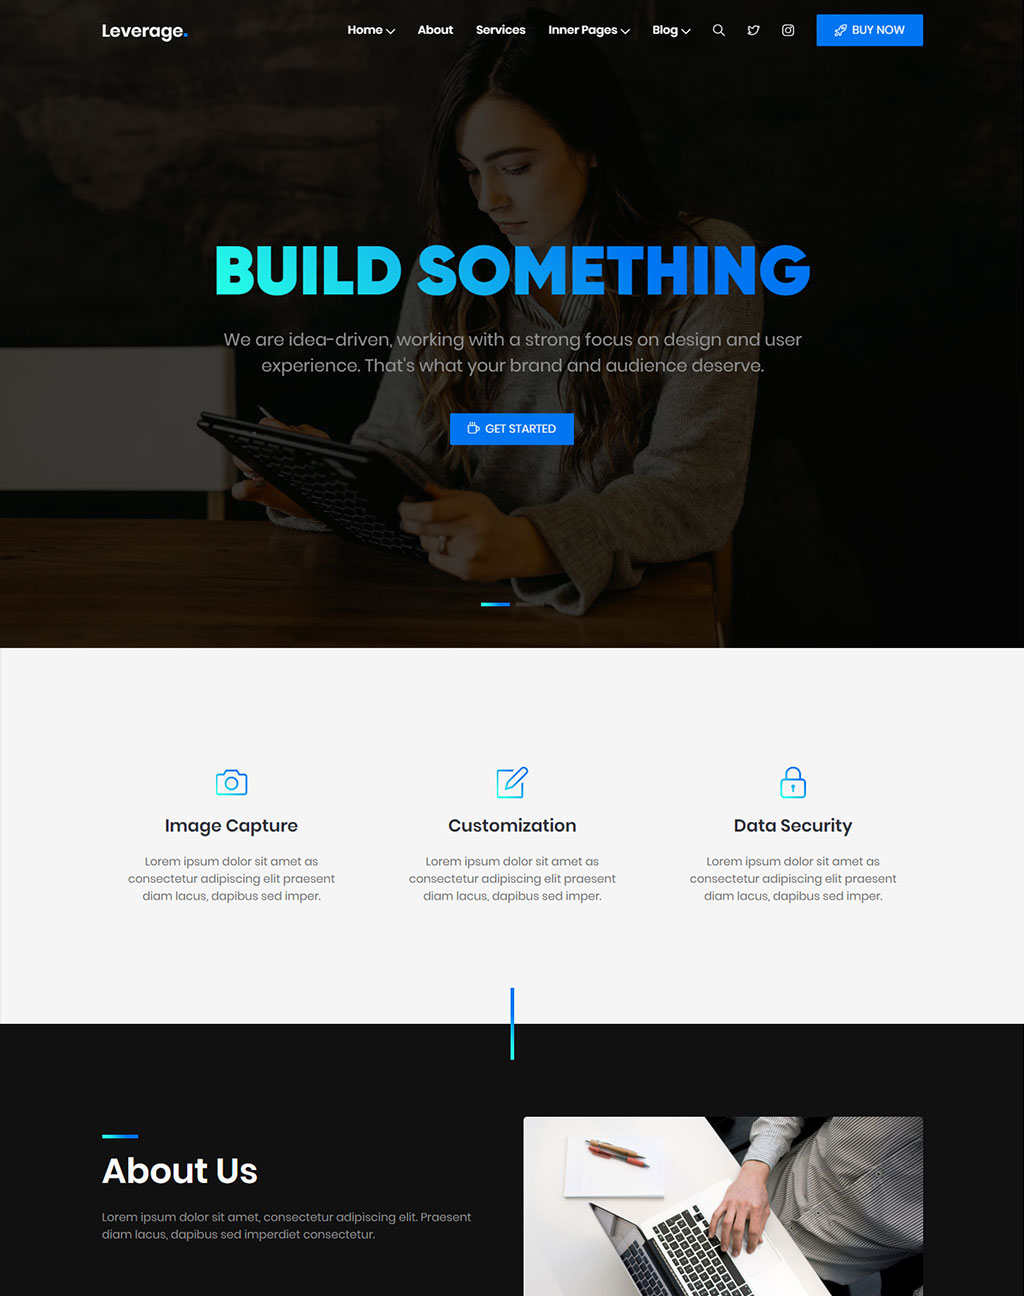 Leverage.
Home About Services Inner Pages Blog BUY NOW
BUILD SOMETHING
We are idea-driven, working with a strong focus on design and user
experience. That's what your brand and audience deserve.
GET STARTED
Image Capture
Lorem ipsum dolor sit amet as
consectetur adipiscing elit praesent
diam lacus, dapibus sed imper.
Customization
Lorem ipsum dolor sit amet as
consectetur adipiscing elit praesent
diam lacus, dapibus sed imper.
Data Security
Lorem ipsum dolor sit amet as
consectetur adipiscing elit praesent
diam lacus, dapibus sed imper.
About Us
Lorem ipsum dolor sit amet, consectetur adipiscing elit. Praesent
diam lacus, dapibus sed imperdiet consectetur.